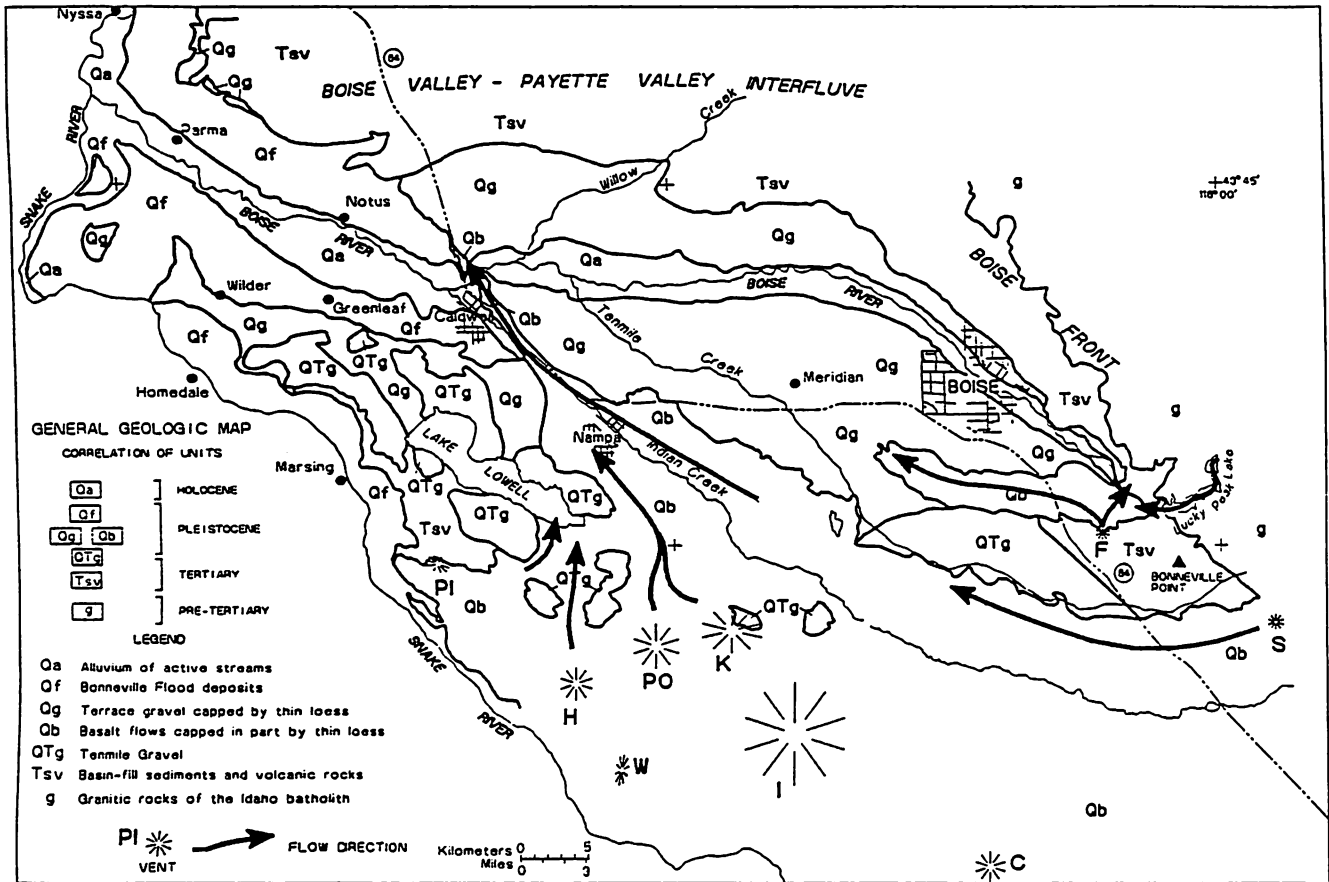 Nyssa
Qa
Qg
Qg
Tsv
84
BOISE VALLEY - PAYETTE VALLEY INTERFLUVE
Creek
Willow
Tsv
Parma
Qf
Qf
RIVER
SNAKE
Qf
Qg
Qa
Notus
BOISE
RIVER
Qa
Qg
Qb
Qa
Tsv
g
43° 45'
116° 00'
Qg
BOISE
RIVER
BOISE
FRONT
Wilder
Greenleaf
Qg
Qf
Caldwell
Qb
Qg
Tenmile
Creek
Meridian
Qg
BOISE
Tsv
g
Qf
Homedale
QTg
QTg
Qg
QTg
Qg
Qb
Nampa
Indian Creek
Qg
Qg
Qb
Lucky Peak Lake
g
LAKE
LOWELL
Marsing
Qf
QTg
QTg
QTg
Tsv
Qb
QTg
F
Tsv
84
BONNEVILLE
POINT
PI
Qb
QTg
QTg
K
PO
H
S
Qb
SNAKE
RIVER
W
I
Qb
C
GENERAL GEOLOGIC MAP
CORRELATION OF UNITS
Qa HOLOCENE
Qf
Qg Qb PLEISTOCENE
QTg
Tsv TERTIARY
g PRE-TERTIARY
LEGEND
Qa Alluvium of active streams
Qf Bonneville Flood deposits
Qg Terrace gravel capped by thin loess
Qb Basalt flows capped in part by thin loess
QTg Tenmile Gravel
Tsv Basin-fill sediments and volcanic rocks
g Granitic rocks of the Idaho batholith
PI VENT
FLOW DIRECTION
Kilometers 0 5
Miles 0 3